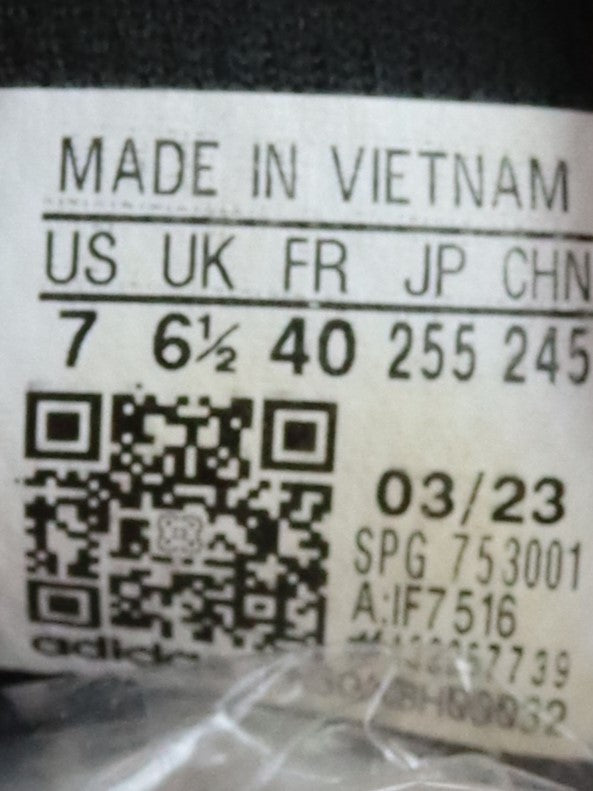 MADE IN VIETNAM
US UK FR JP CHN
7 6½ 40 255 245
03/23
SPG 753001
A:IF7516